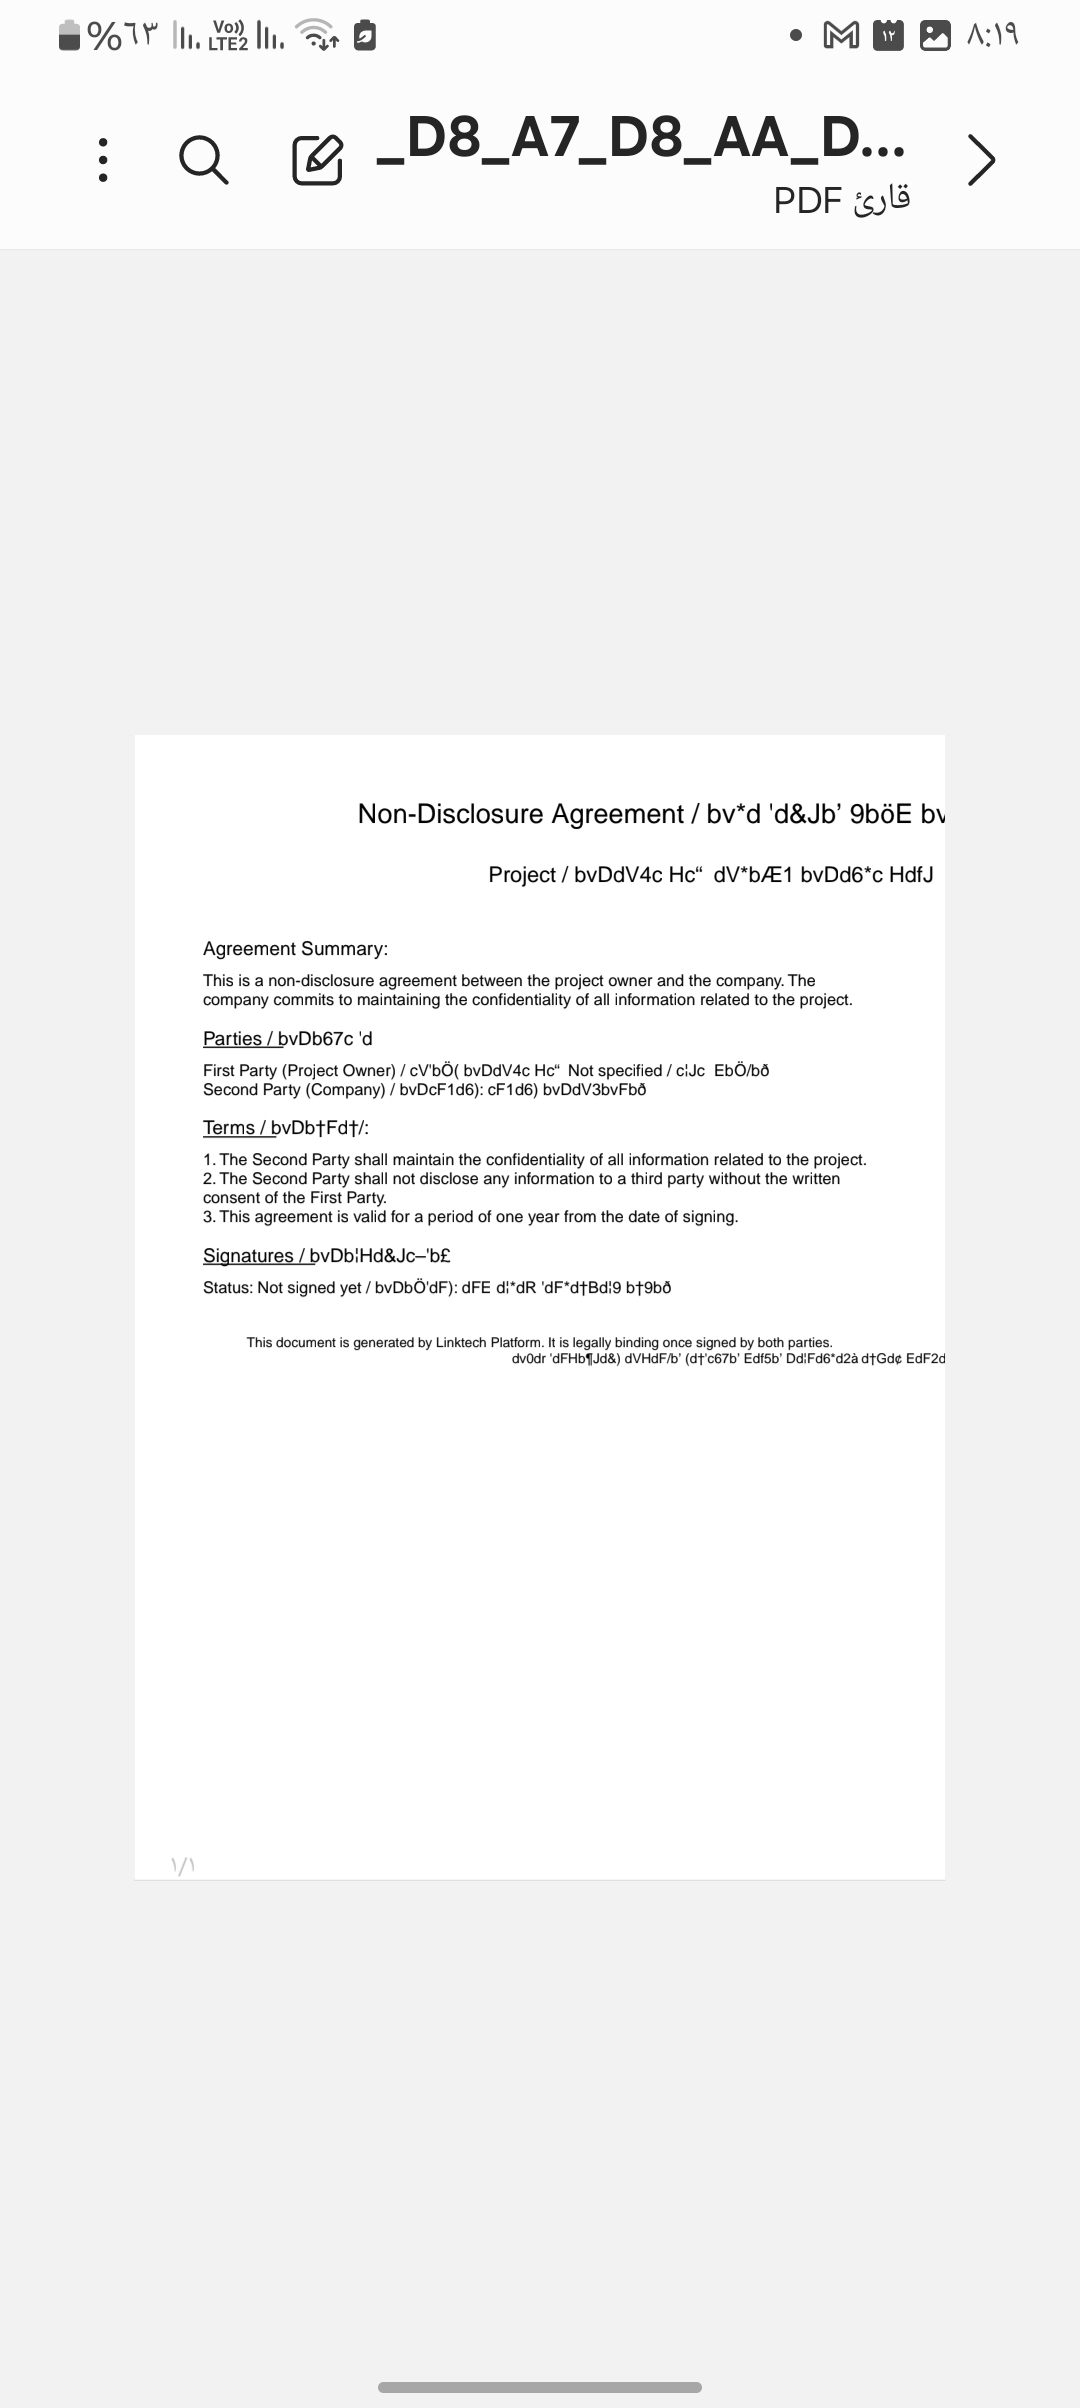 %٦٣ Vo)) LTE2 ١٢ ٨:١٩
_D8_A7_D8_AA_D...
قارئ PDF
Non-Disclosure Agreement / bv*d 'd&Jb’ 9böE bv
Project / bvDdV4c Hc“ dV*bÆ1 bvDd6*c HdfJ
Agreement Summary:
This is a non-disclosure agreement between the project owner and the company. The
company commits to maintaining the confidentiality of all information related to the project.
Parties / bvDb67c 'd
First Party (Project Owner) / cV'bÖ( bvDdV4c Hc“ Not specified / c¦Jc EbÖ/bð
Second Party (Company) / bvDcF1d6): cF1d6) bvDdV3bvFbð
Terms / bvDb†Fd†/:
1. The Second Party shall maintain the confidentiality of all information related to the project.
2. The Second Party shall not disclose any information to a third party without the written
consent of the First Party.
3. This agreement is valid for a period of one year from the date of signing.
Signatures / bvDb¦Hd&Jc–'b£
Status: Not signed yet / bvDbÖ'dF): dFE d¦*dR 'dF*d†Bd¦9 b†9bð
This document is generated by Linktech Platform. It is legally binding once signed by both parties.
dv0dr 'dFHb¶Jd&) dVHdF/b’ (d†'c67b’ Edf5b’ Dd¦Fd6*d2à d†Gd¢ EdF2d
١/١